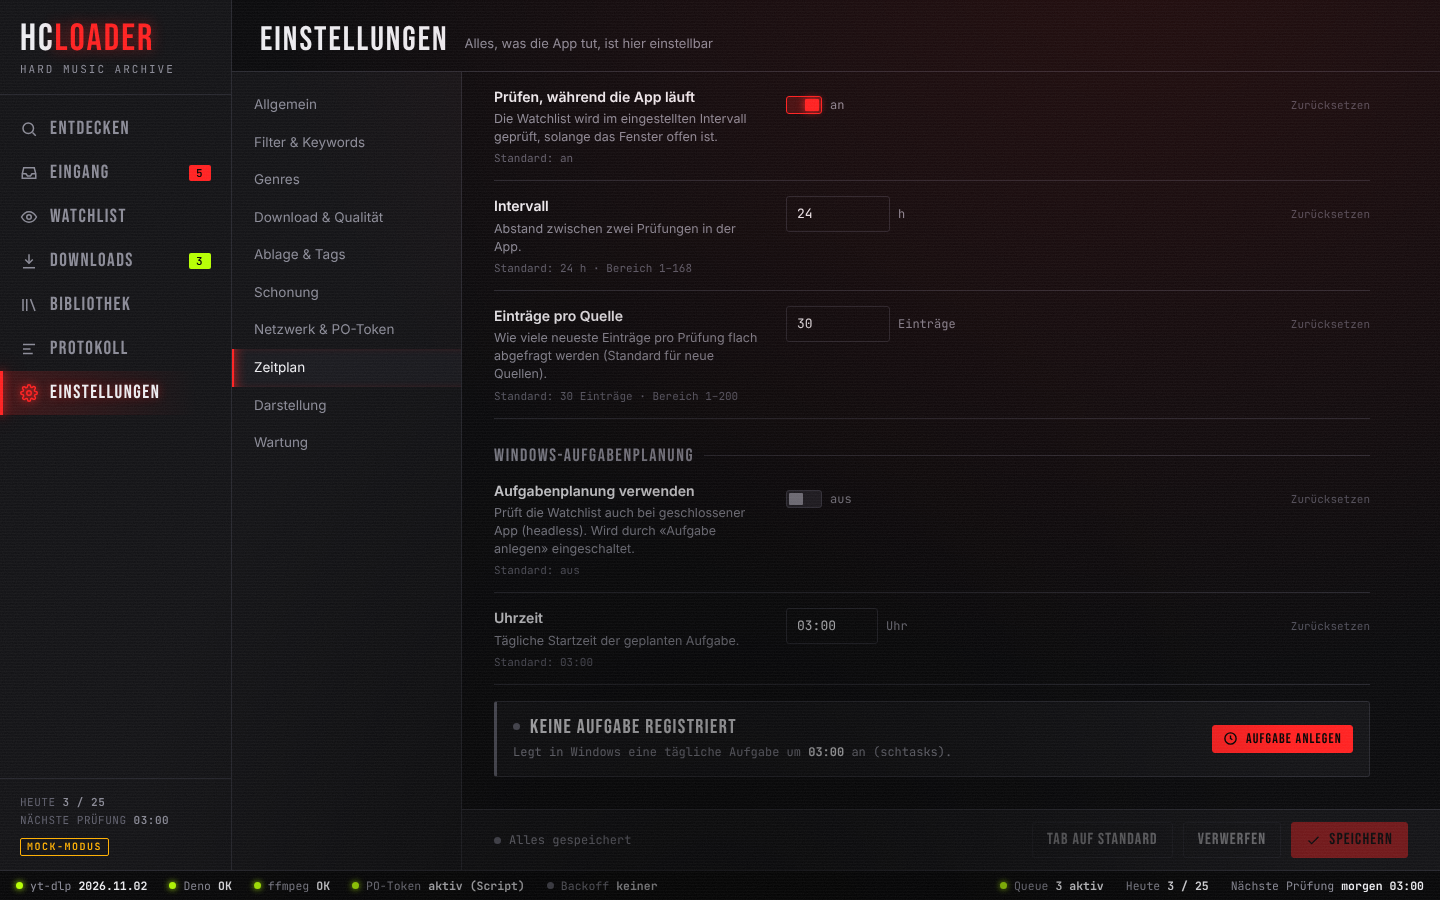 HCLOADER
HARD MUSIC ARCHIVE
ENTDECKEN
EINGANG 5
WATCHLIST
DOWNLOADS 3
BIBLIOTHEK
PROTOKOLL
EINSTELLUNGEN
HEUTE 3 / 25
NÄCHSTE PRÜFUNG 03:00
MOCK-MODUS
EINSTELLUNGEN Alles, was die App tut, ist hier einstellbar
Allgemein
Filter & Keywords
Genres
Download & Qualität
Ablage & Tags
Schonung
Netzwerk & PO-Token
Zeitplan
Darstellung
Wartung
Prüfen, während die App läuft
Die Watchlist wird im eingestellten Intervall
geprüft, solange das Fenster offen ist.
Standard: an
an
Zurücksetzen
Intervall
Abstand zwischen zwei Prüfungen in der
App.
Standard: 24 h · Bereich 1–168
24 h
Zurücksetzen
Einträge pro Quelle
Wie viele neueste Einträge pro Prüfung flach
abgefragt werden (Standard für neue
Quellen).
Standard: 30 Einträge · Bereich 1–200
30 Einträge
Zurücksetzen
WINDOWS-AUFGABENPLANUNG
Aufgabenplanung verwenden
Prüft die Watchlist auch bei geschlossener
App (headless). Wird durch «Aufgabe
anlegen» eingeschaltet.
Standard: aus
aus
Zurücksetzen
Uhrzeit
Tägliche Startzeit der geplanten Aufgabe.
Standard: 03:00
03:00 Uhr
Zurücksetzen
KEINE AUFGABE REGISTRIERT
Legt in Windows eine tägliche Aufgabe um 03:00 an (schtasks).
AUFGABE ANLEGEN
Alles gespeichert
TAB AUF STANDARD
VERWERFEN
SPEICHERN
yt-dlp 2026.11.02 Deno OK ffmpeg OK PO-Token aktiv (Script) Backoff keiner Queue 3 aktiv Heute 3 / 25 Nächste Prüfung morgen 03:00